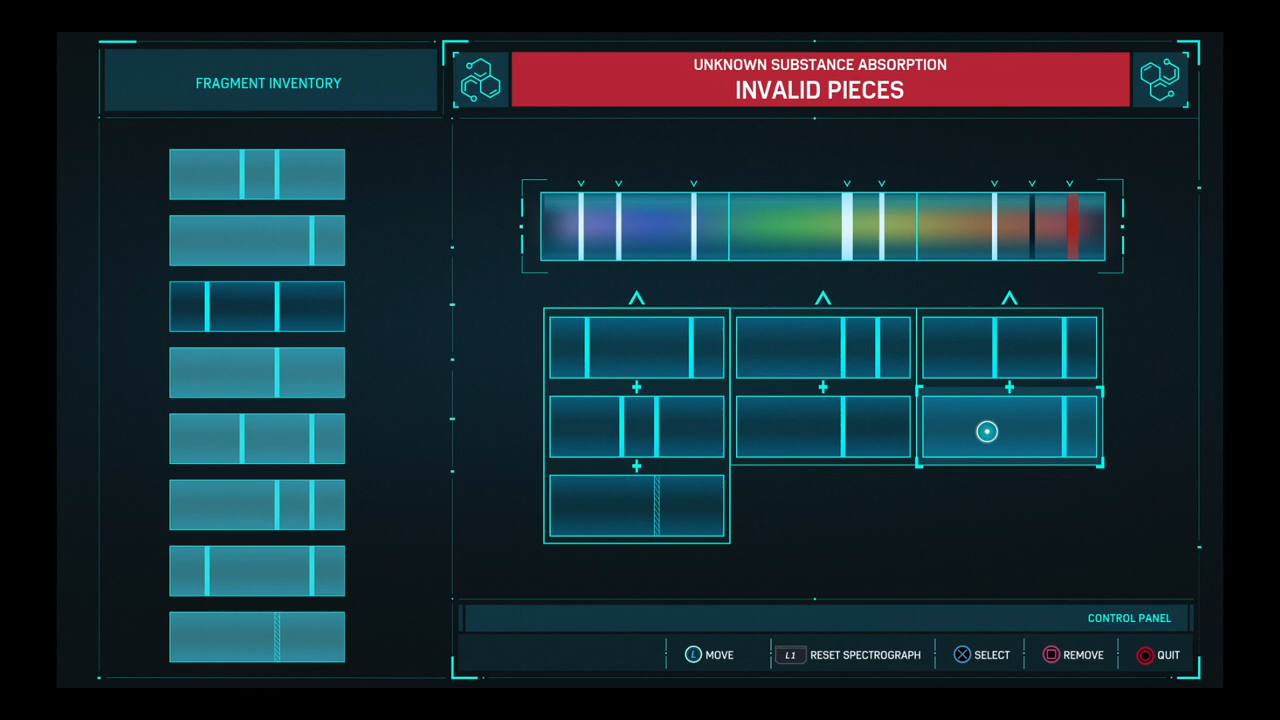 FRAGMENT INVENTORY
UNKNOWN SUBSTANCE ABSORPTION
INVALID PIECES
CONTROL PANEL
L MOVE
L1 RESET SPECTROGRAPH
SELECT
REMOVE
QUIT